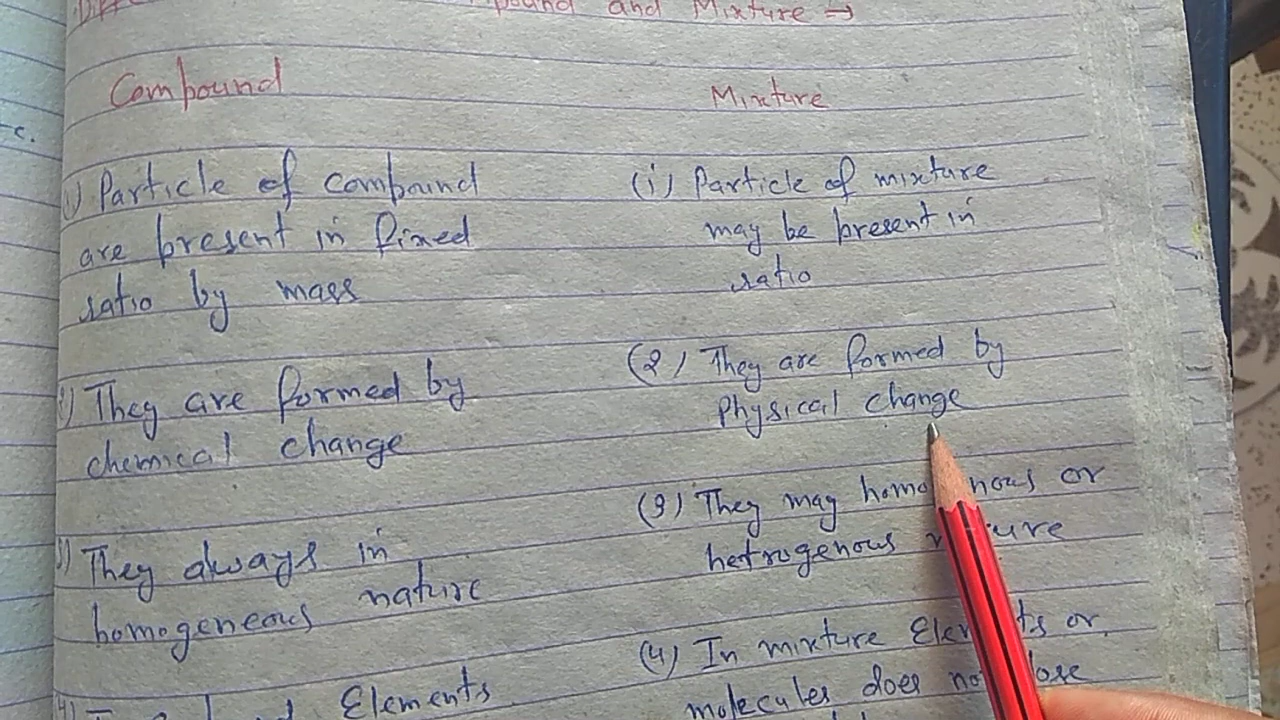 and Mixture →
Compound
Mixture
Particle of compound
are present in fixed
ratio by mass
(i) Particle of mixture
may be present in
ratio
They are formed by
chemical change
(2) They are formed by
Physical change
They always in
homogeneous nature
(3) They may or
hetrogenous
Elements
(4) In mixture or
molecules does